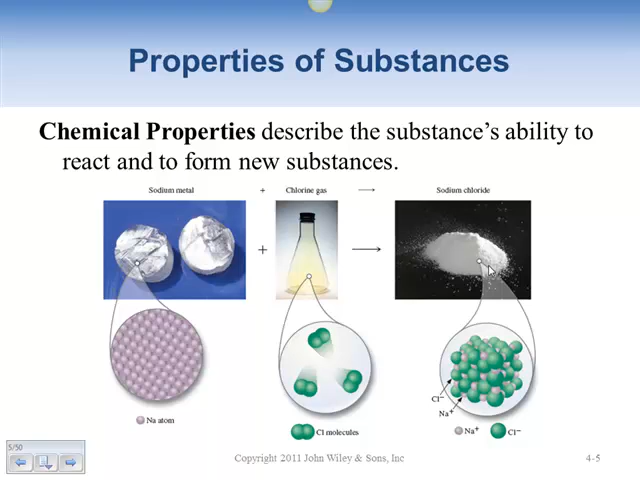 Properties of Substances
Chemical Properties describe the substance's ability to
react and to form new substances.
Sodium metal + Chlorine gas → Sodium chloride
+ →
Cl⁻
Na⁺
Na atom
Cl molecules
Na⁺ Cl⁻
5/50
Copyright 2011 John Wiley & Sons, Inc 4-5